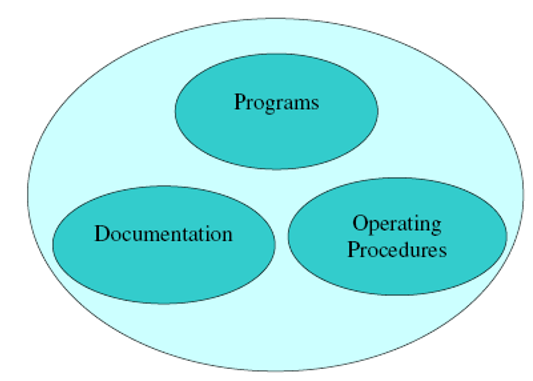 Programs
Documentation
Operating
Procedures